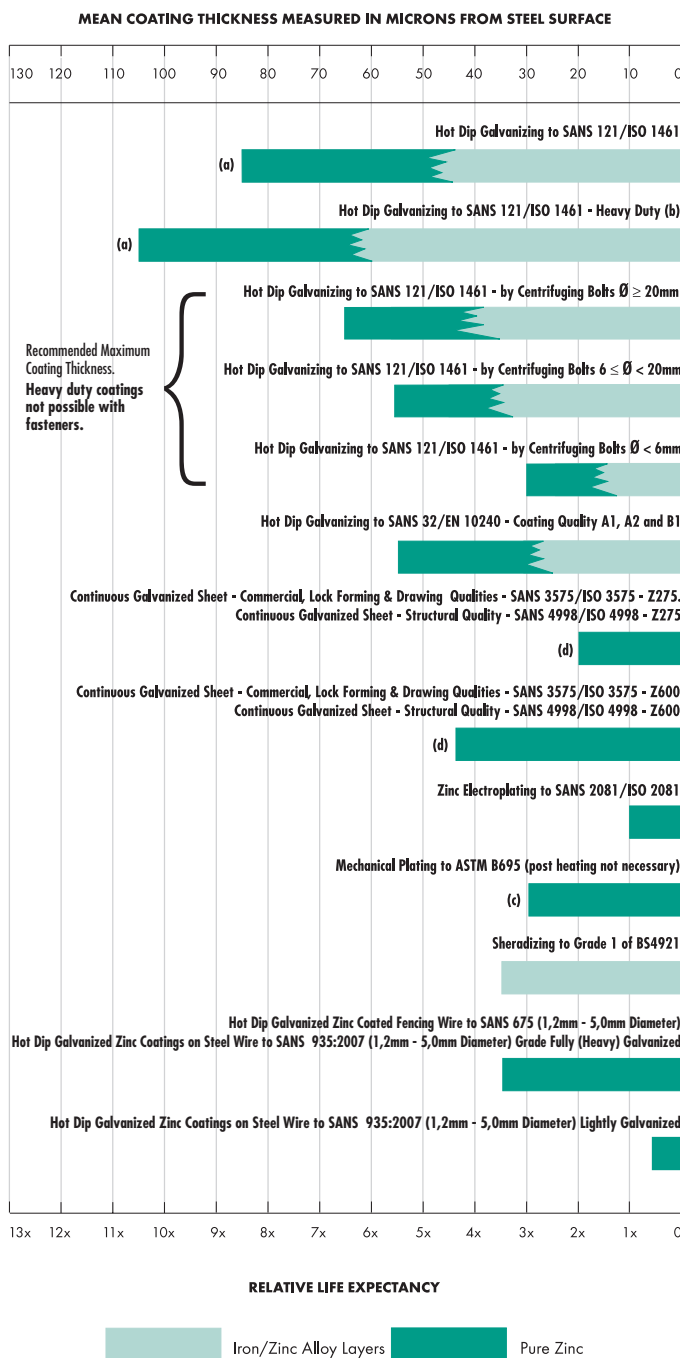 MEAN COATING THICKNESS MEASURED IN MICRONS FROM STEEL SURFACE
130 110 100 90 80 70 60 50 40 30 20 10 0
Hot Dip Galvanizing to SANS 121/ISO 1461
(a)
Hot Dip Galvanizing to SANS 121/ISO 1461 - Heavy Duty (b)
(a)
Hot Dip Galvanizing to SANS 121/ISO 1461 - by Centrifuging Bolts Ø ≥ 20mm
Recommended Maximum
Coating Thickness.
Heavy duty coatings
not possible with
fasteners.
Hot Dip Galvanizing to SANS 121/ISO 1461 - by Centrifuging Bolts 6 ≤ Ø < 20mm
Hot Dip Galvanizing to SANS 121/ISO 1461 - by Centrifuging Bolts Ø < 6mm
Hot Dip Galvanizing to SANS 32/EN 10240 - Coating Quality A1, A2 and B1
Continuous Galvanized Sheet - Commercial, Lock Forming & Drawing Qualities - SANS 3575/ISO 3575 - Z275.
Continuous Galvanized Sheet - Structural Quality - SANS 4998/ISO 4998 - Z275
(d)
Continuous Galvanized Sheet - Commercial, Lock Forming & Drawing Qualities - SANS 3575/ISO 3575 - Z600
Continuous Galvanized Sheet - Structural Quality - SANS 4998/ISO 4998 - Z600
(d)
Zinc Electroplating to SANS 2081/ISO 2081
Mechanical Plating to ASTM B695 (post heating not necessary)
(c)
Sheradizing to Grade 1 of BS4921
Hot Dip Galvanized Zinc Coated Fencing Wire to SANS 675 (1,2mm - 5,0mm Diameter)
Hot Dip Galvanized Zinc Coatings on Steel Wire to SANS 935:2007 (1,2mm - 5,0mm Diameter) Grade Fully (Heavy) Galvanized
Hot Dip Galvanized Zinc Coatings on Steel Wire to SANS 935:2007 (1,2mm - 5,0mm Diameter) Lightly Galvanized
13x 12x 11x 10x 9x 8x 7x 6x 5x 4x 3x 2x 1x 0
RELATIVE LIFE EXPECTANCY
Iron/Zinc Alloy Layers Pure Zinc